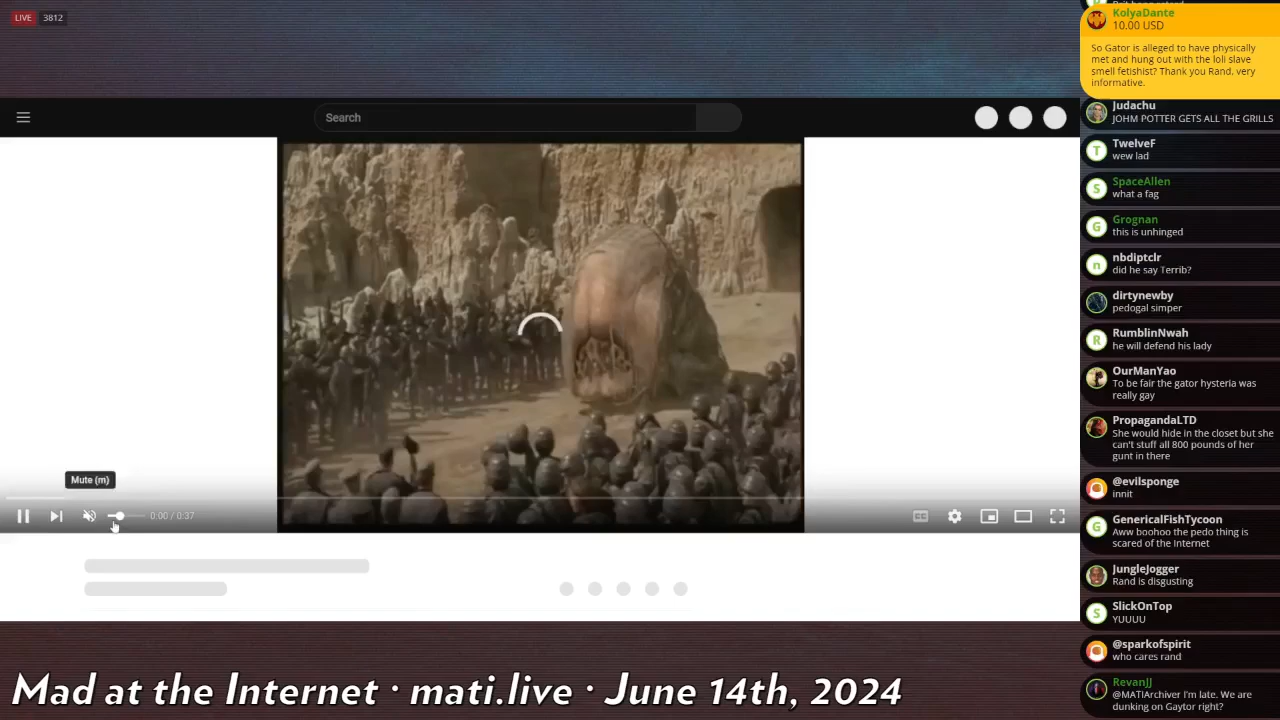 LIVE 3812
Search
Mute (m)
0:00 / 0:37
KolyaDante
10.00 USD
So Gator is alleged to have physically
met and hung out with the loli slave
smell fetishist? Thank you Rand, very
informative.
Judachu
JOHM POTTER GETS ALL THE GRILLS
TwelveF
wew lad
SpaceAllen
what a fag
Grognan
this is unhinged
nbdiptclr
did he say Terrib?
dirtynewby
pedogal simper
RumblinNwah
he will defend his lady
OurManYao
To be fair the gator hysteria was
really gay
PropagandaLTD
She would hide in the closet but she
can't stuff all 800 pounds of her
gunt in there
@evilsponge
innit
GenericalFishTycoon
Aww boohoo the pedo thing is
scared of the internet
JungleJogger
Rand is disgusting
SlickOnTop
YUUUU
@sparkofspirit
who cares rand
RevanJJ
@MATIArchiver I'm late. We are
dunking on Gaytor right?
Mad at the Internet · mati.live · June 14th, 2024